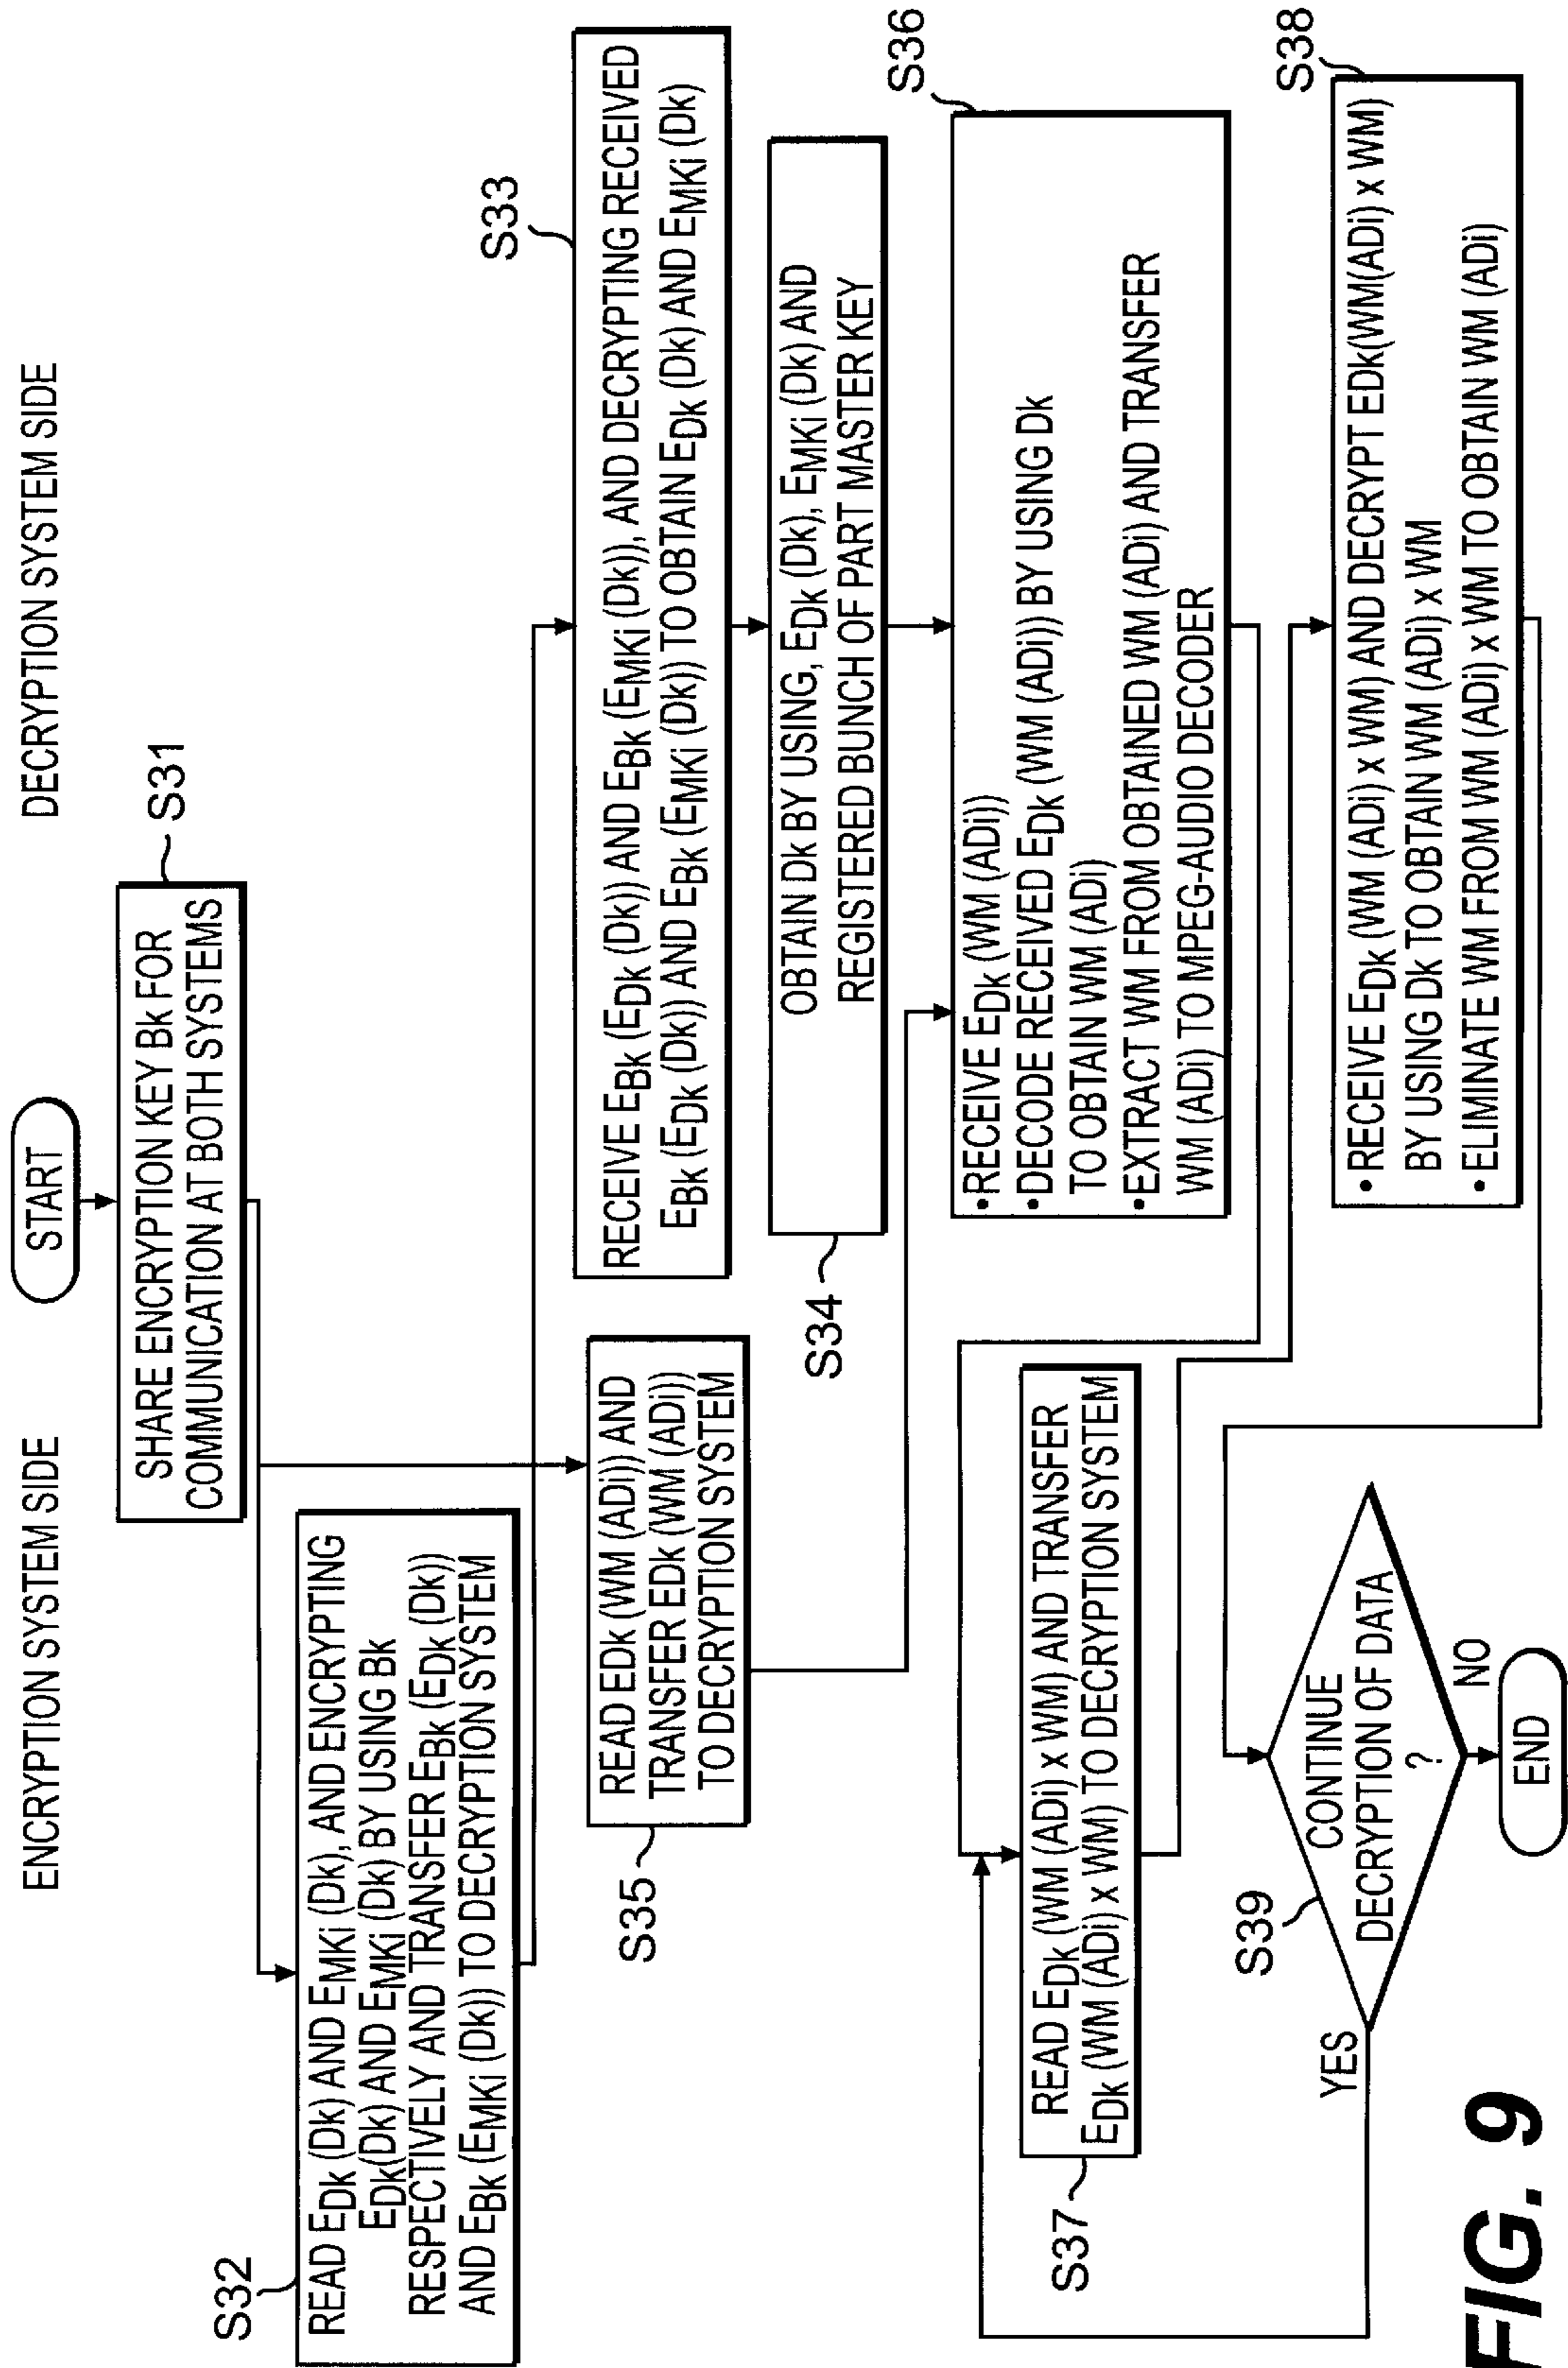 ENCRYPTION SYSTEM SIDE
DECRYPTION SYSTEM SIDE
START
S31
SHARE ENCRYPTION KEY Bk FOR
COMMUNICATION AT BOTH SYSTEMS
S32
READ EDk (Dk) AND EMKi (Dk), AND ENCRYPTING
EDk(Dk) AND EMKi (Dk) BY USING Bk
RESPECTIVELY AND TRANSFER EBk (EDk (Dk))
AND EBk (EMKi (Dk)) TO DECRYPTION SYSTEM
S33
RECEIVE EBk (EDk (Dk)) AND EBk (EMKi (Dk)), AND DECRYPTING RECEIVED
EBk (EDk (Dk)) AND EBk (EMKi (Dk)) TO OBTAIN EDk (Dk) AND EMKi (Dk)
S34
OBTAIN Dk BY USING, EDk (Dk), EMKi (Dk) AND
REGISTERED BUNCH OF PART MASTER KEY
S35
READ EDk (WM (ADi)) AND
TRANSFER EDk (WM (ADi))
TO DECRYPTION SYSTEM
S36
• RECEIVE EDk (WM (ADi))
• DECODE RECEIVED EDk (WM (ADi)) BY USING Dk
TO OBTAIN WM (ADi)
• EXTRACT WM FROM OBTAINED WM (ADi) AND TRANSFER
WM (ADi) TO MPEG-AUDIO DECODER
S37
READ EDk (WM (ADi) x WM) AND TRANSFER
EDk (WM (ADi) x WM) TO DECRYPTION SYSTEM
S38
• RECEIVE EDk (WM (ADi) x WM) AND DECRYPT EDk(WM(ADi) x WM)
BY USING Dk TO OBTAIN WM (ADi) x WM
• ELIMINATE WM FROM WM (ADi) x WM TO OBTAIN WM (ADi)
S39
CONTINUE
DECRYPTION OF DATA
?
YES
NO
END
FIG. 9